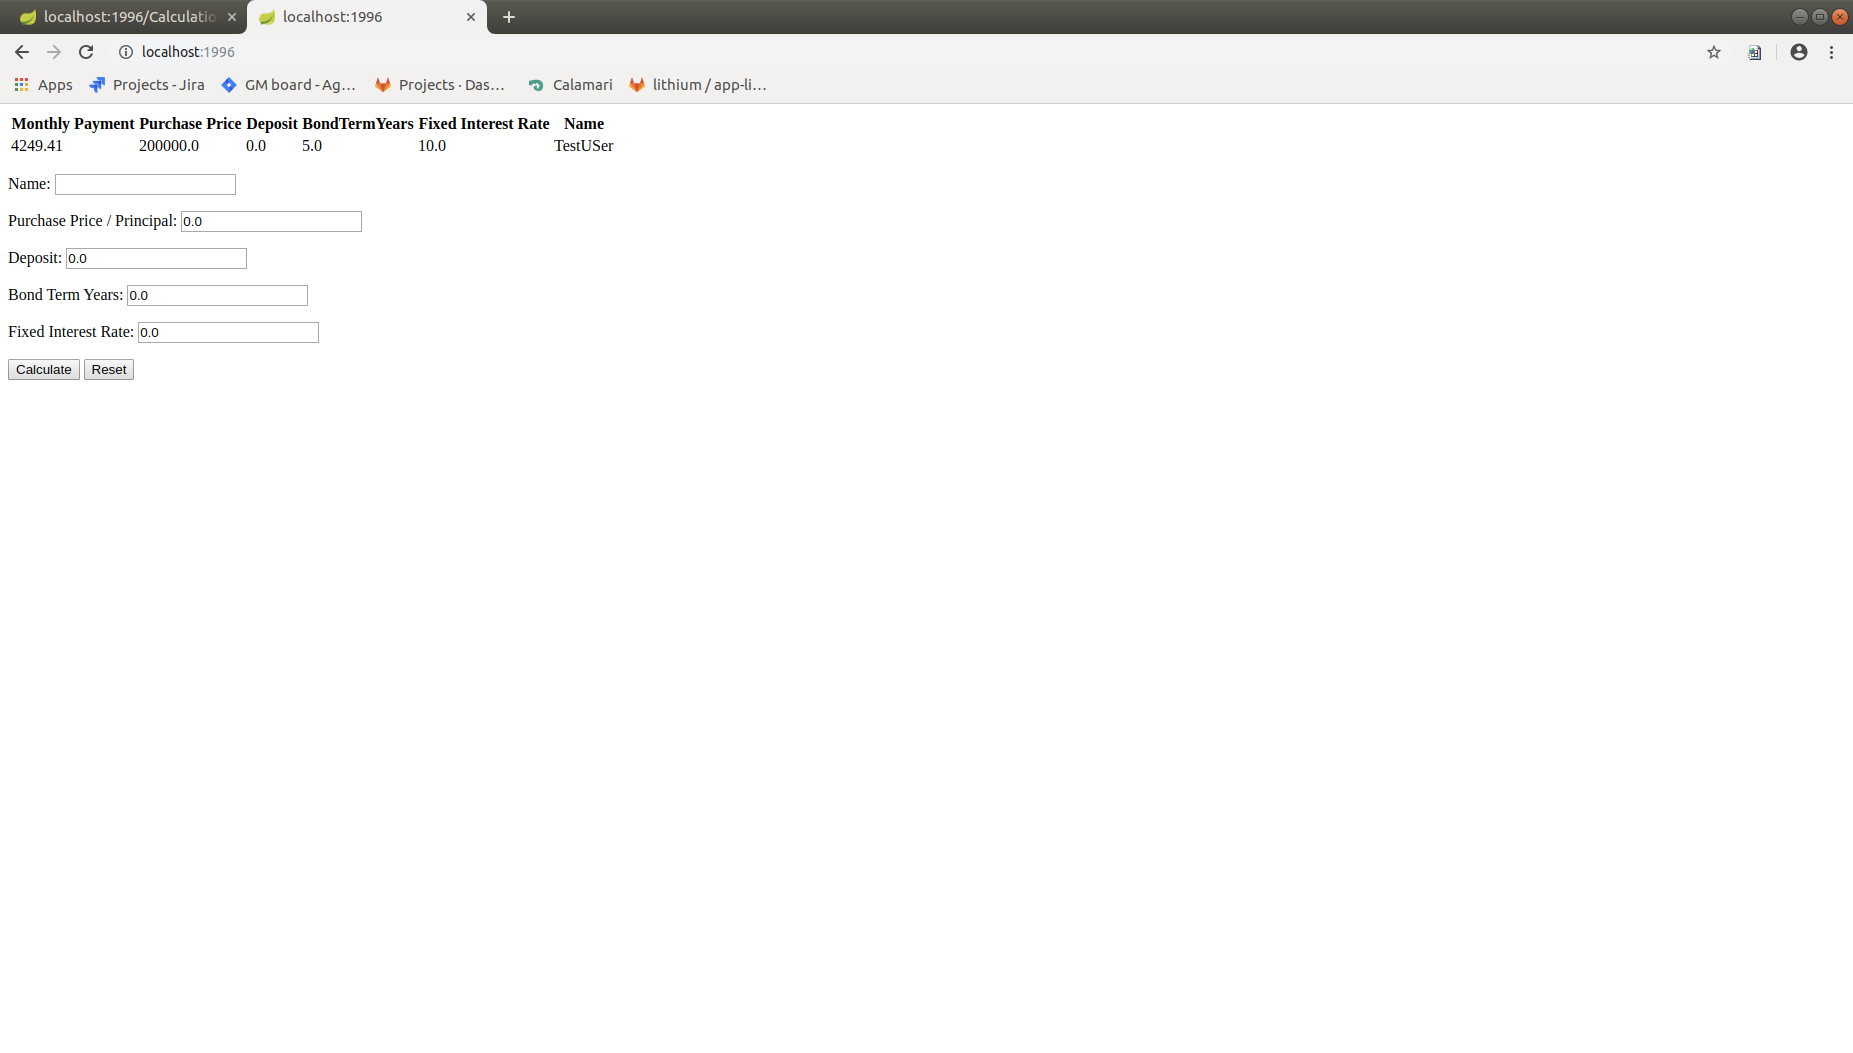 localhost:1996/Calculatio
localhost:1996
localhost:1996
Apps Projects - Jira GM board - Ag... Projects · Das... Calamari lithium / app-li...
Monthly Payment Purchase Price Deposit BondTermYears Fixed Interest Rate Name
4249.41 200000.0 0.0 5.0 10.0 TestUSer
Name:
Purchase Price / Principal: 0.0
Deposit: 0.0
Bond Term Years: 0.0
Fixed Interest Rate: 0.0
Calculate Reset